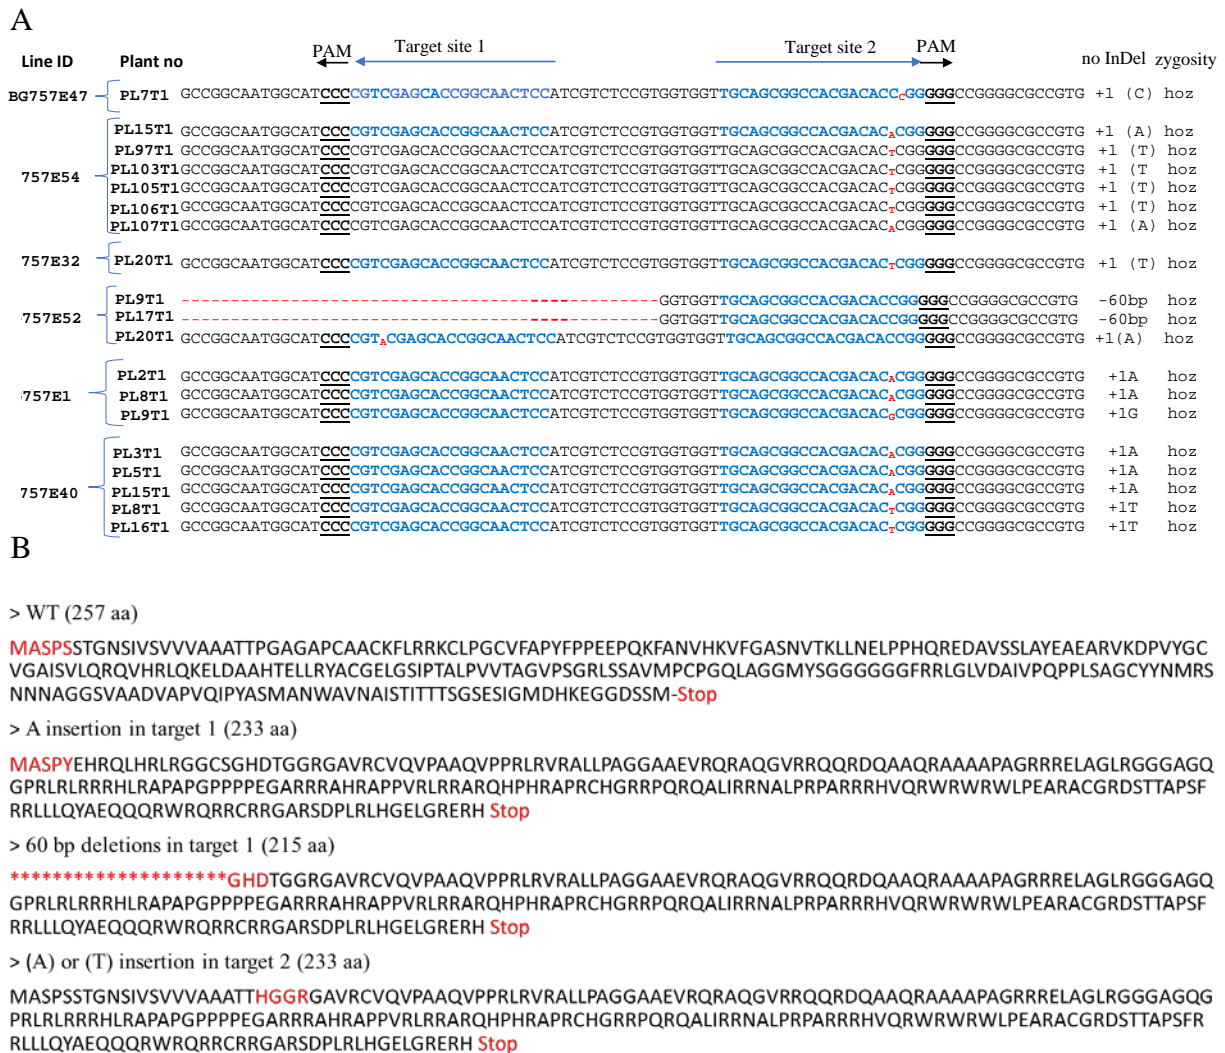 A
PAM Target site 1 Target site 2 PAM
Line ID Plant no no InDel zygosity
BG757E47 PL7T1 GCCGGCAATGGCATCCCCGTCGAGCACCGGCAACTCCATCGTCTCCGTGGTGGTTGCAGCGGCCACGACACCCGGGGGCCGGGGCGCCGTG +1 (C) hoz
PL15T1 GCCGGCAATGGCATCCCCGTCGAGCACCGGCAACTCCATCGTCTCCGTGGTGGTTGCAGCGGCCACGACACACGGGGGCCGGGGCGCCGTG +1 (A) hoz
PL97T1 GCCGGCAATGGCATCCCCGTCGAGCACCGGCAACTCCATCGTCTCCGTGGTGGTTGCAGCGGCCACGACACTCGGGGGCCGGGGCGCCGTG +1 (T) hoz
757E54 PL103T1 GCCGGCAATGGCATCCCCGTCGAGCACCGGCAACTCCATCGTCTCCGTGGTGGTTGCAGCGGCCACGACACTCGGGGGCCGGGGCGCCGTG +1 (T hoz
PL105T1 GCCGGCAATGGCATCCCCGTCGAGCACCGGCAACTCCATCGTCTCCGTGGTGGTTGCAGCGGCCACGACACTCGGGGGCCGGGGCGCCGTG +1 (T) hoz
PL106T1 GCCGGCAATGGCATCCCCGTCGAGCACCGGCAACTCCATCGTCTCCGTGGTGGTTGCAGCGGCCACGACACTCGGGGGCCGGGGCGCCGTG +1 (T) hoz
PL107T1 GCCGGCAATGGCATCCCCGTCGAGCACCGGCAACTCCATCGTCTCCGTGGTGGTTGCAGCGGCCACGACACACGGGGGCCGGGGCGCCGTG +1 (A) hoz
757E32 PL20T1 GCCGGCAATGGCATCCCCGTCGAGCACCGGCAACTCCATCGTCTCCGTGGTGGTTGCAGCGGCCACGACACTCGGGGGCCGGGGCGCCGTG +1 (T) hoz
PL9T1 ------------------------------------------------GGTGGTTGCAGCGGCCACGACACCGGGGGCCGGGGCGCCGTG -60bp hoz
757E52 PL17T1 ------------------------------------------------GGTGGTTGCAGCGGCCACGACACCGGGGGCCGGGGCGCCGTG -60bp hoz
PL20T1 GCCGGCAATGGCATCCCCGTACGAGCACCGGCAACTCCATCGTCTCCGTGGTGGTTGCAGCGGCCACGACACCGGGGGCCGGGGCGCCGTG +1(A) hoz
PL2T1 GCCGGCAATGGCATCCCCGTCGAGCACCGGCAACTCCATCGTCTCCGTGGTGGTTGCAGCGGCCACGACACACGGGGGCCGGGGCGCCGTG +1A hoz
757E1 PL8T1 GCCGGCAATGGCATCCCCGTCGAGCACCGGCAACTCCATCGTCTCCGTGGTGGTTGCAGCGGCCACGACACACGGGGGCCGGGGCGCCGTG +1A hoz
PL9T1 GCCGGCAATGGCATCCCCGTCGAGCACCGGCAACTCCATCGTCTCCGTGGTGGTTGCAGCGGCCACGACACGCGGGGGCCGGGGCGCCGTG +1G hoz
PL3T1 GCCGGCAATGGCATCCCCGTCGAGCACCGGCAACTCCATCGTCTCCGTGGTGGTTGCAGCGGCCACGACACACGGGGGCCGGGGCGCCGTG +1A hoz
PL5T1 GCCGGCAATGGCATCCCCGTCGAGCACCGGCAACTCCATCGTCTCCGTGGTGGTTGCAGCGGCCACGACACACGGGGGCCGGGGCGCCGTG +1A hoz
757E40 PL15T1 GCCGGCAATGGCATCCCCGTCGAGCACCGGCAACTCCATCGTCTCCGTGGTGGTTGCAGCGGCCACGACACACGGGGGCCGGGGCGCCGTG +1A hoz
PL8T1 GCCGGCAATGGCATCCCCGTCGAGCACCGGCAACTCCATCGTCTCCGTGGTGGTTGCAGCGGCCACGACACTCGGGGGCCGGGGCGCCGTG +1T hoz
PL16T1 GCCGGCAATGGCATCCCCGTCGAGCACCGGCAACTCCATCGTCTCCGTGGTGGTTGCAGCGGCCACGACACTCGGGGGCCGGGGCGCCGTG +1T hoz
B
> WT (257 aa)
MASPSSTGNSIVSVVVAAATTPGAGAPCAACKFLRRKCLPGCVFAPYFPPEEPQKFANVHKVFGASNVTKLLNELPPHQREDAVSSLAYEAEARVKDPVYGC
VGAISVLQRQVHRLQKELDAAHTELLRYACGELGSIPTALPVVTAGVPSGRLSSAVMPCPGQLAGGMYSGGGGGGFRRLGLVDAIVPQPPLSAGCYYNMRS
NNNAGGSVAADVAPVQIPYASMANWAVNAISTITTTSGSESIGMDHKEGGDSSM-Stop
> A insertion in target 1 (233 aa)
MASPYEHRQLHRLRGGCSGHDTGGRGAVRCVQVPAAQVPPRLRVRALLPAGGAAEVRQRAQGVRRQQRDQAAQRAAAAPAGRRRELAGLRGGGAGQ
GPRLRLRRRHLRAPAPGPPPPEGARRRAHRAPPVRLRRARQHPHRAPRCHGRRPQRQALIRRNALPRPARRRHVQRWRWRWLPEARACGRDSTTAPSF
RRLLLQYAEQQQRWRQRRCRRGARSDPLRLHGELGRERH Stop
> 60 bp deletions in target 1 (215 aa)
********************GHDTGGRGAVRCVQVPAAQVPPRLRVRALLPAGGAAEVRQRAQGVRRQQRDQAAQRAAAAPAGRRRELAGLRGGGAGQ
GPRLRLRRRHLRAPAPGPPPPEGARRRAHRAPPVRLRRARQHPHRAPRCHGRRPQRQALIRRNALPRPARRRHVQRWRWRWLPEARACGRDSTTAPSF
RRLLLQYAEQQQRWRQRRCRRGARSDPLRLHGELGRERH Stop
> (A) or (T) insertion in target 2 (233 aa)
MASPSSTGNSIVSVVVAAATTHGGRGAVRCVQVPAAQVPPRLRVRALLPAGGAAEVRQRAQGVRRQQRDQAAQRAAAAPAGRRRELAGLRGGGAGQG
PRLRLRRRHLRAPAPGPPPPEGARRRAHRAPPVRLRRARQHPHRAPRCHGRRPQRQALIRRNALPRPARRRHVQRWRWRWLPEARACGRDSTTAPSFR
RLLLQYAEQQQRWRQRRCRRGARSDPLRLHGELGRERH Stop